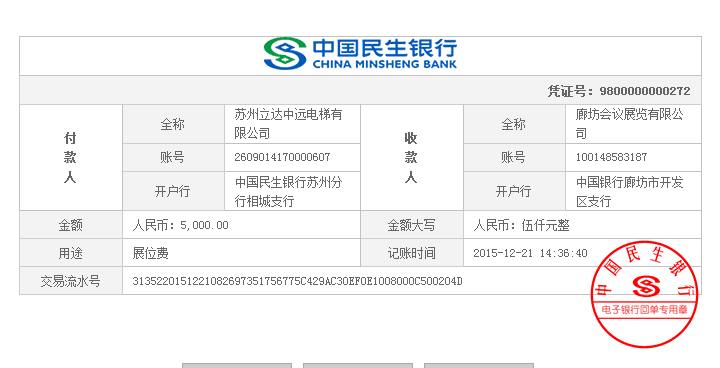 中国民生银行
CHINA MINSHENG BANK
凭证号：9800000000272
付款人
全称
苏州立达中远电梯有
限公司
收款人
全称
廊坊会议展览有限公
司
账号
2609014170000607
账号
100148583187
开户行
中国民生银行苏州分
行相城支行
开户行
中国银行廊坊市开发
区支行
金额
人民币：5,000.00
金额大写
人民币：伍仟元整
用途
展位费
记账时间
2015-12-21 14:36:40
交易流水号
3135220151221082697351756775C429AC30EF0E1008000C500204D
中国民生银行
电子银行回单专用章